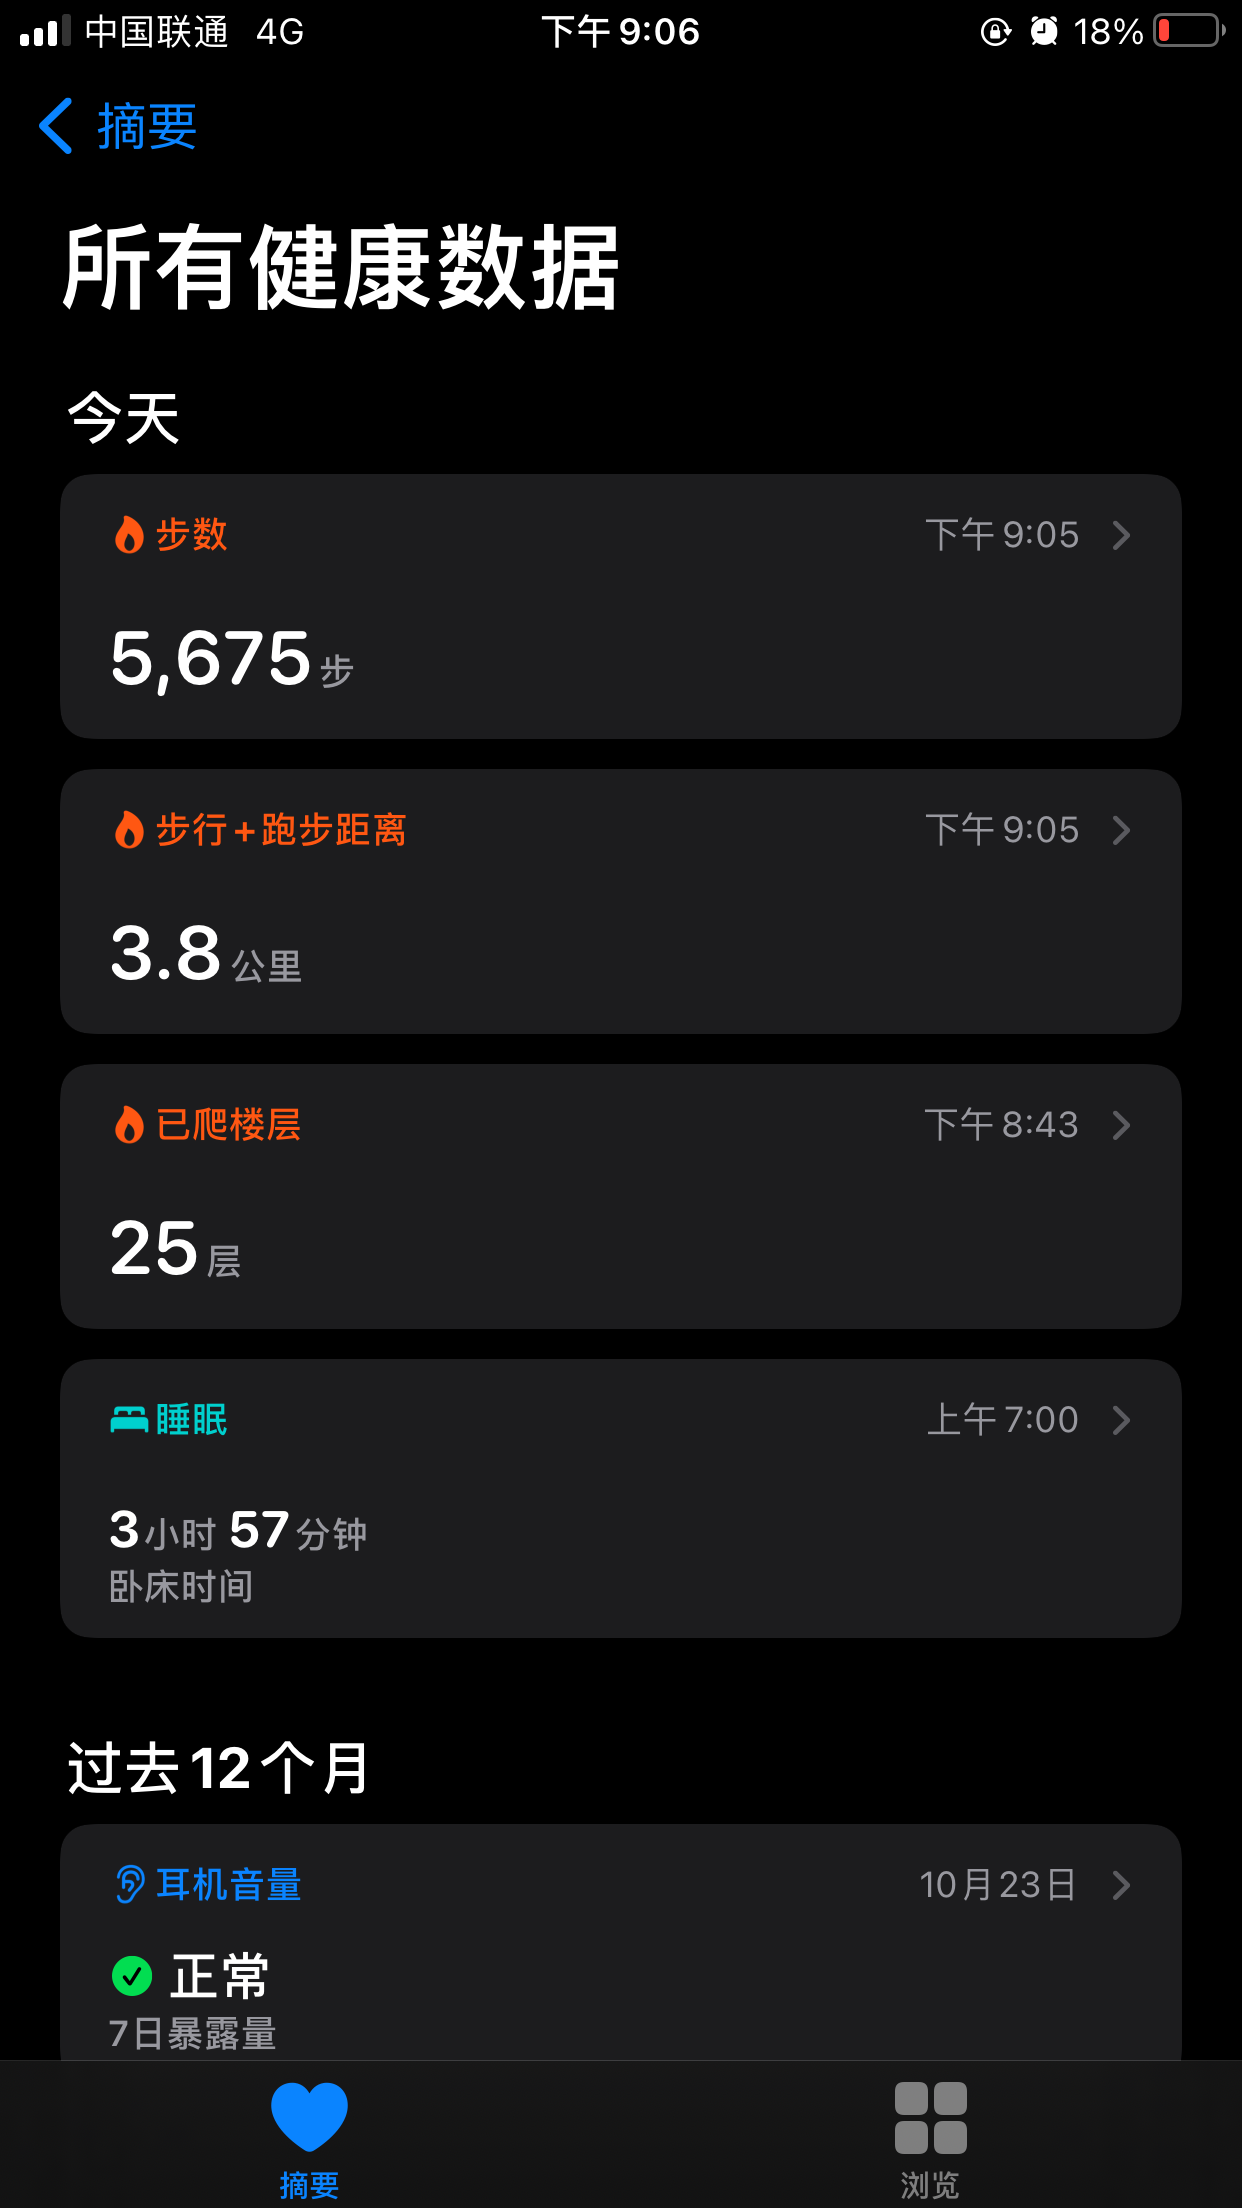 中国联通 4G 下午 9:06 18%
摘要
所有健康数据
今天
步数 下午 9:05
5,675 步
步行+跑步距离 下午 9:05
3.8 公里
已爬楼层 下午 8:43
25 层
睡眠 上午 7:00
3 小时 57 分钟
卧床时间
过去 12 个月
耳机音量 10月23日
正常
7日暴露量
摘要 浏览